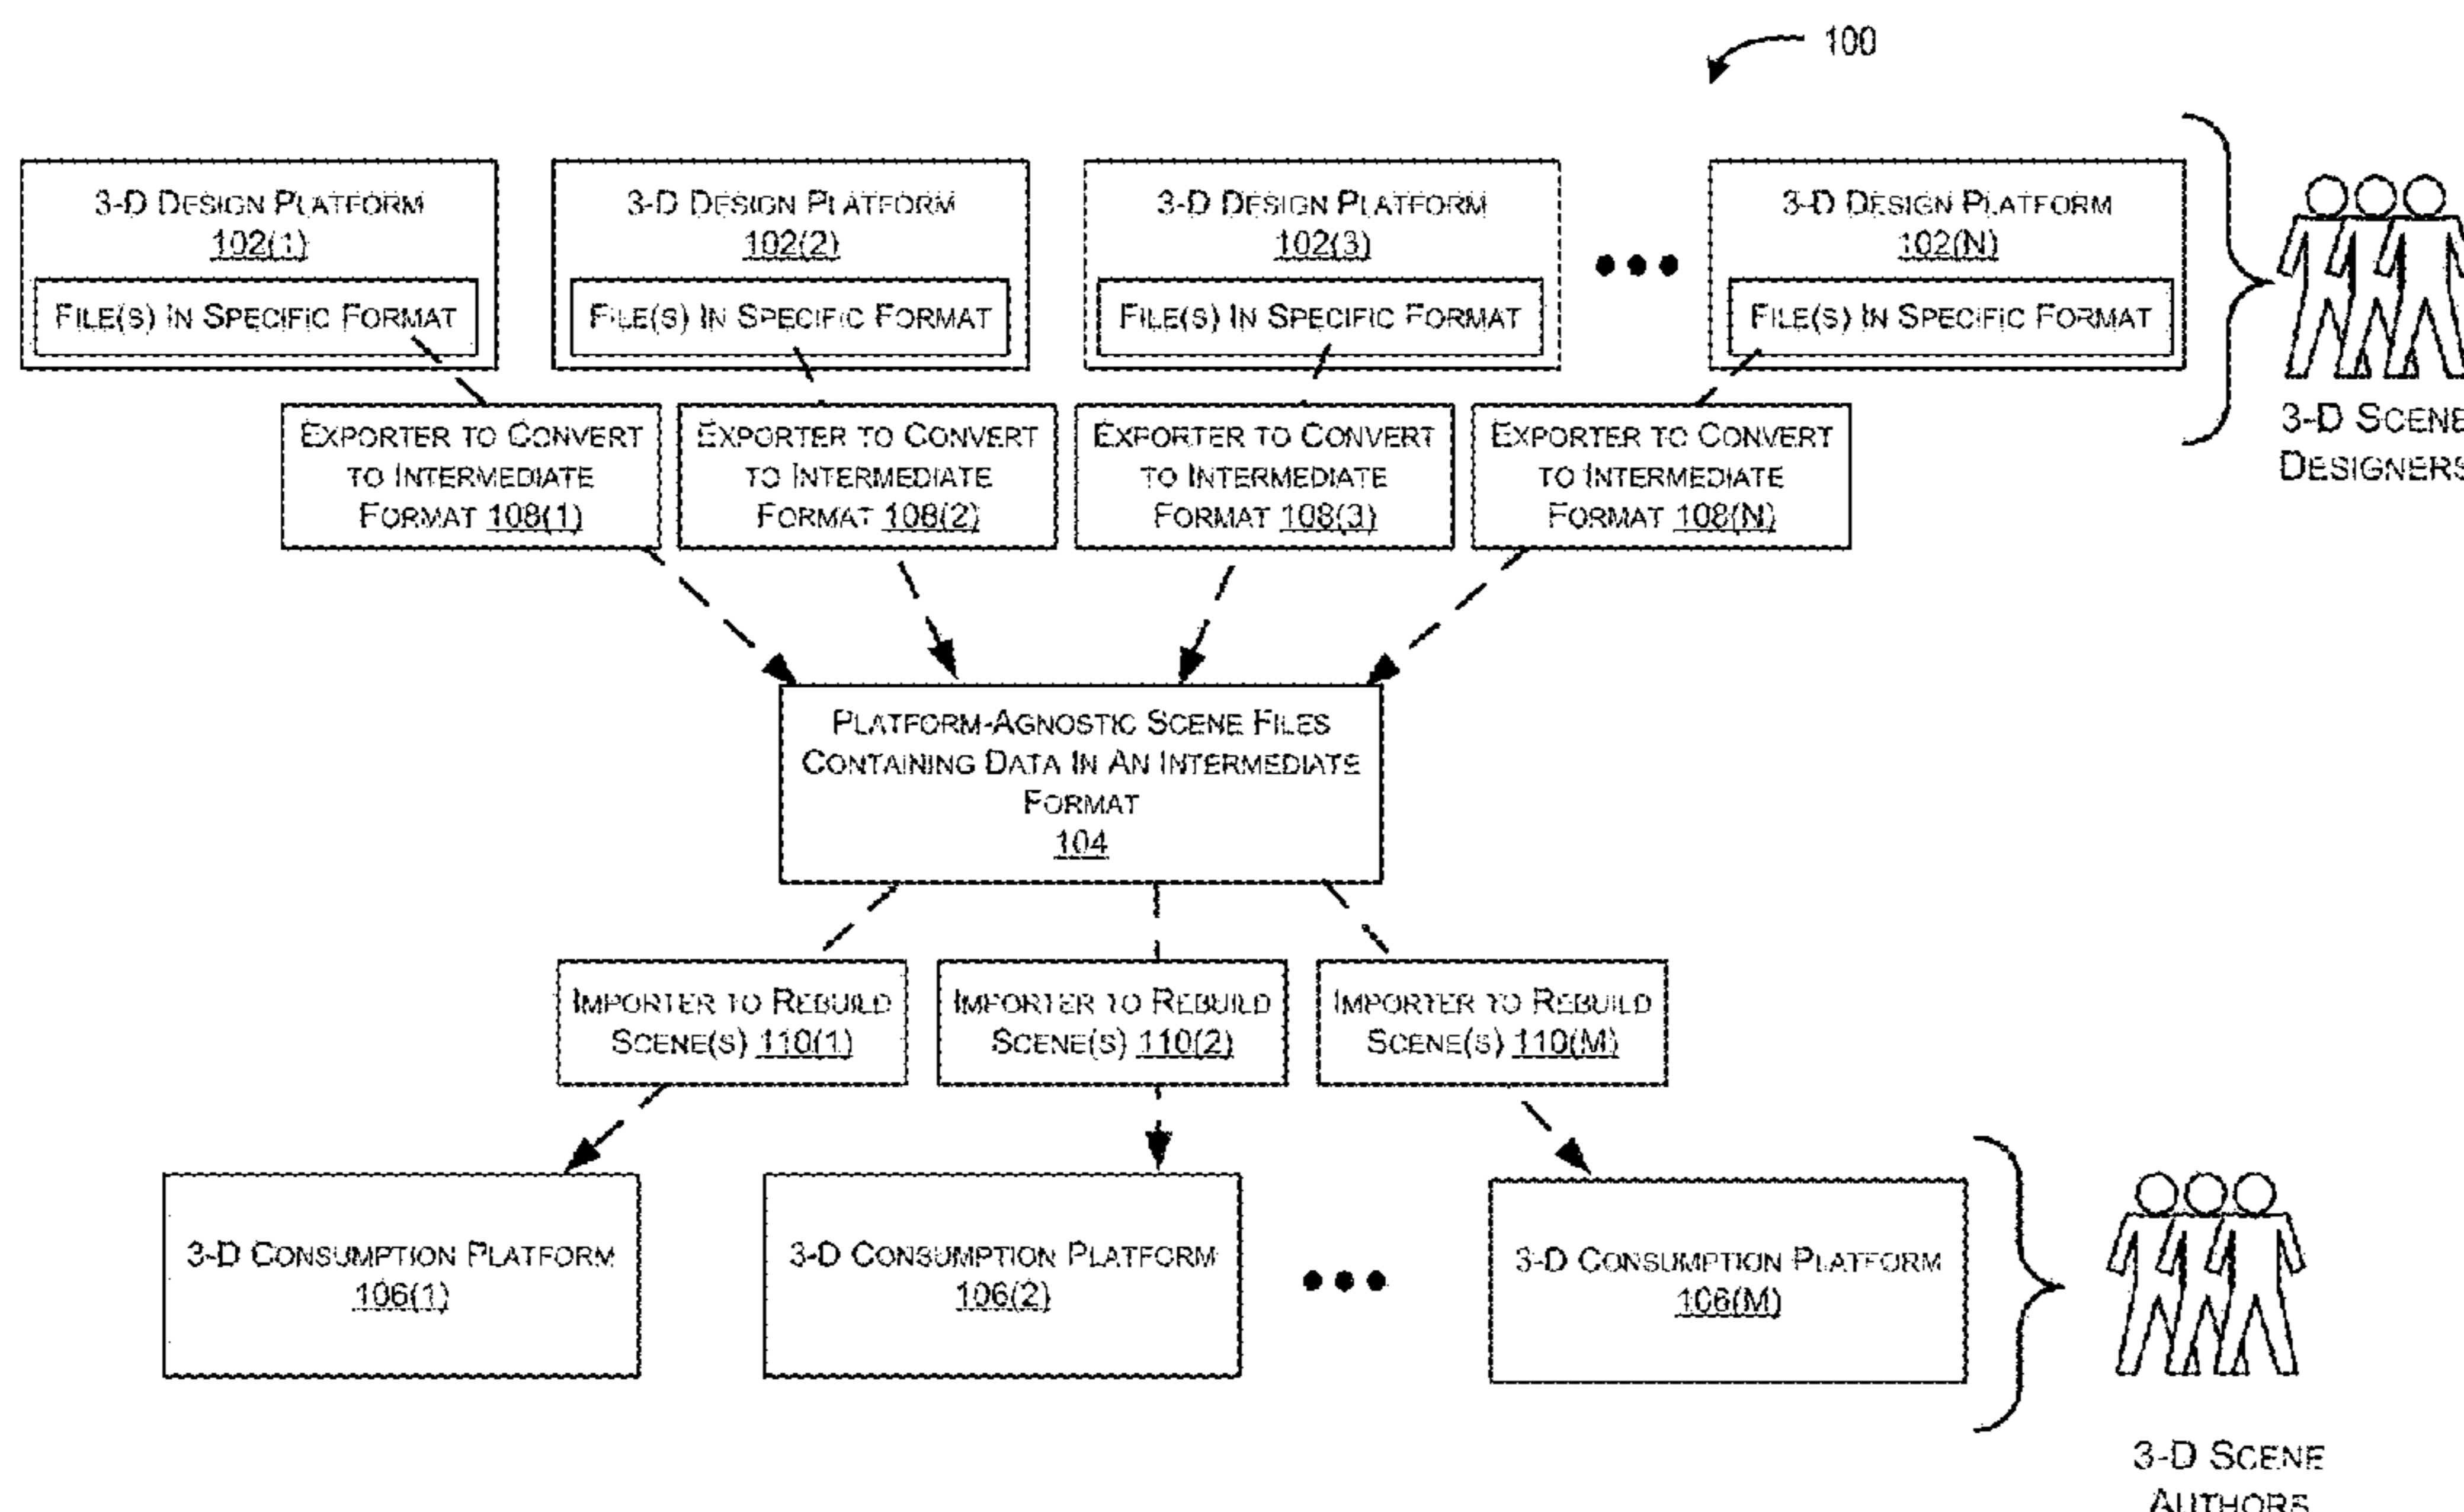 100
3-D DESIGN PLATFORM
102(1)
FILE(S) IN SPECIFIC FORMAT
3-D DESIGN PLATFORM
102(2)
FILE(S) IN SPECIFIC FORMAT
3-D DESIGN PLATFORM
102(3)
FILE(S) IN SPECIFIC FORMAT
3-D DESIGN PLATFORM
102(N)
FILE(S) IN SPECIFIC FORMAT
3-D SCENE
DESIGNERS
EXPORTER TO CONVERT
TO INTERMEDIATE
FORMAT 108(1)
EXPORTER TO CONVERT
TO INTERMEDIATE
FORMAT 108(2)
EXPORTER TO CONVERT
TO INTERMEDIATE
FORMAT 108(3)
EXPORTER TO CONVERT
TO INTERMEDIATE
FORMAT 108(N)
PLATFORM-AGNOSTIC SCENE FILES
CONTAINING DATA IN AN INTERMEDIATE
FORMAT
104
IMPORTER TO REBUILD
SCENE(S) 110(1)
IMPORTER TO REBUILD
SCENE(S) 110(2)
IMPORTER TO REBUILD
SCENE(S) 110(M)
3-D CONSUMPTION PLATFORM
106(1)
3-D CONSUMPTION PLATFORM
106(2)
3-D CONSUMPTION PLATFORM
106(M)
3-D SCENE
AUTHORS